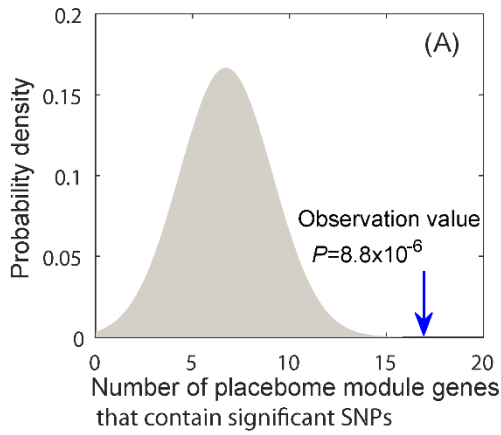 (A)
0.2
0.15
0.1
0.05
0
Probability density
Observation value
P=8.8x10⁻⁶
0 5 10 15 20
Number of placebome module genes
that contain significant SNPs